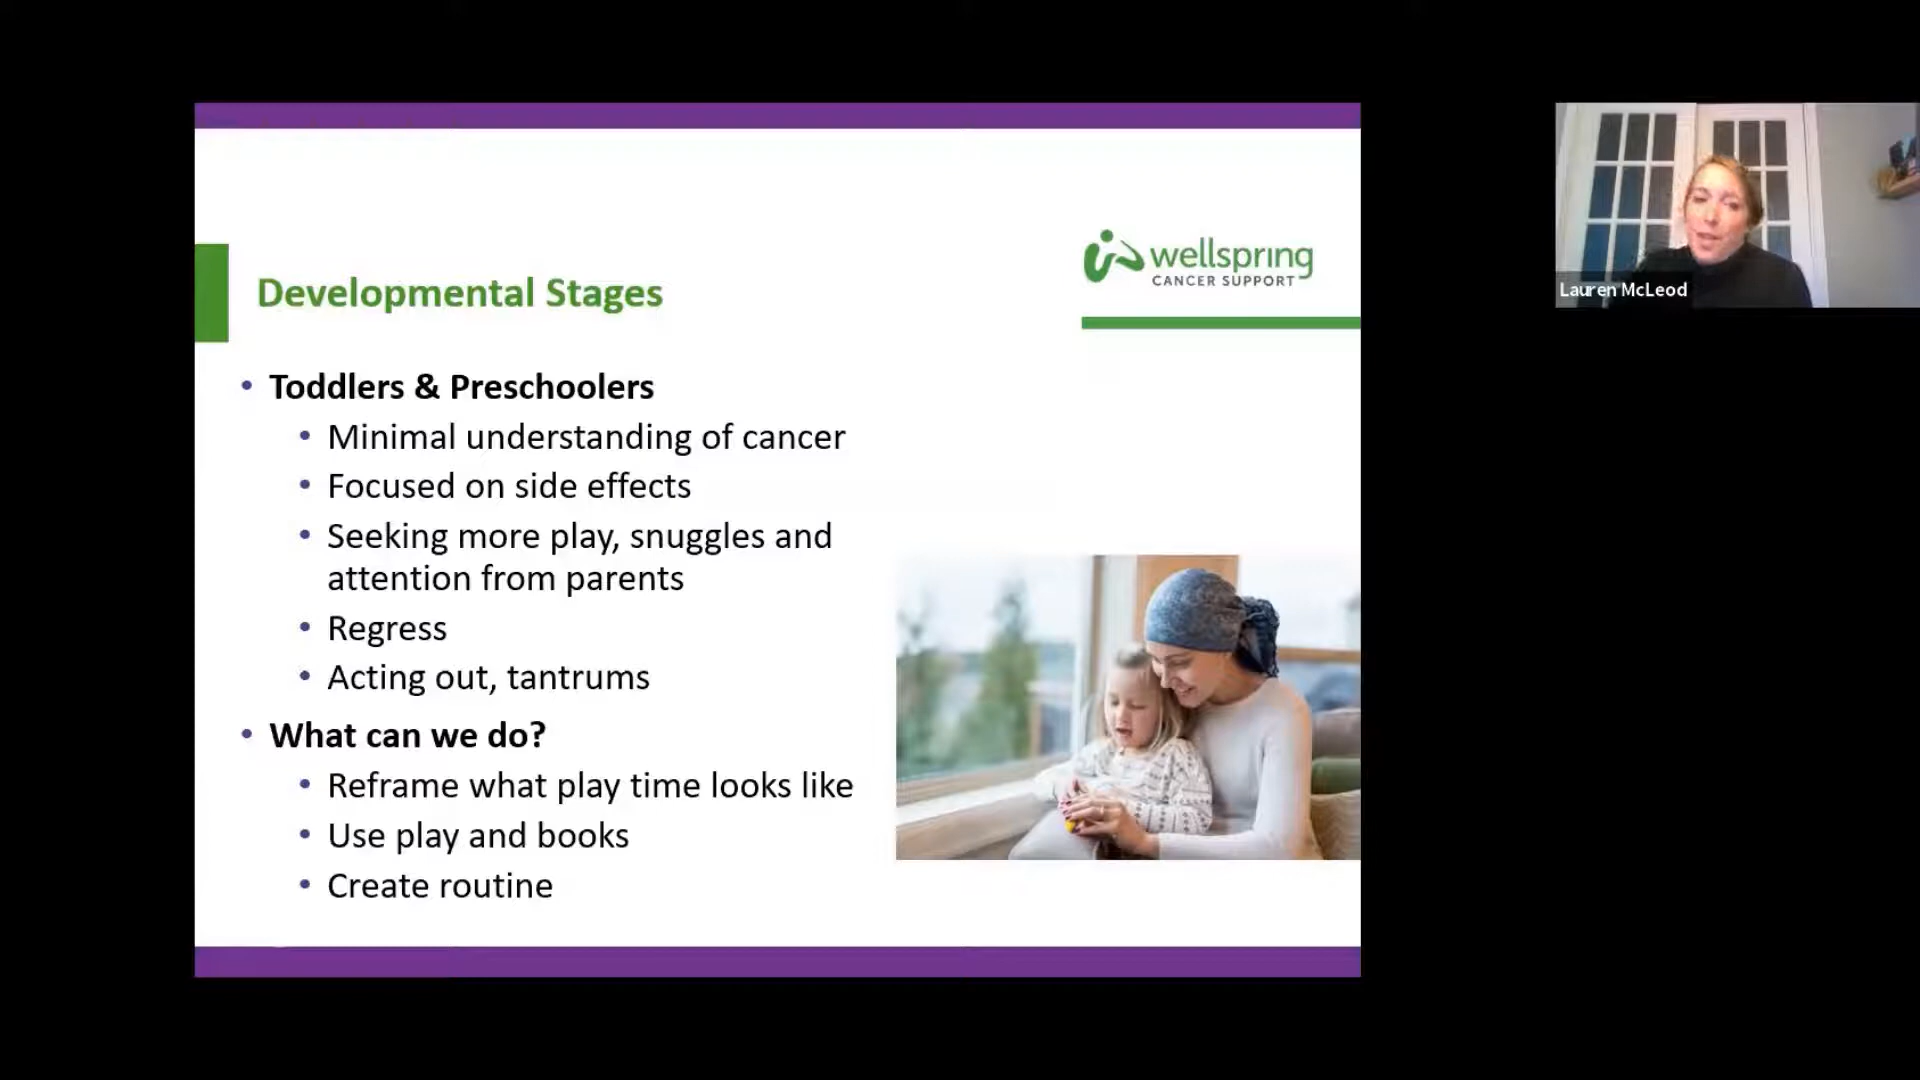 wellspring
CANCER SUPPORT
Developmental Stages
• Toddlers & Preschoolers
• Minimal understanding of cancer
• Focused on side effects
• Seeking more play, snuggles and
attention from parents
• Regress
• Acting out, tantrums
• What can we do?
• Reframe what play time looks like
• Use play and books
• Create routine
Lauren McLeod